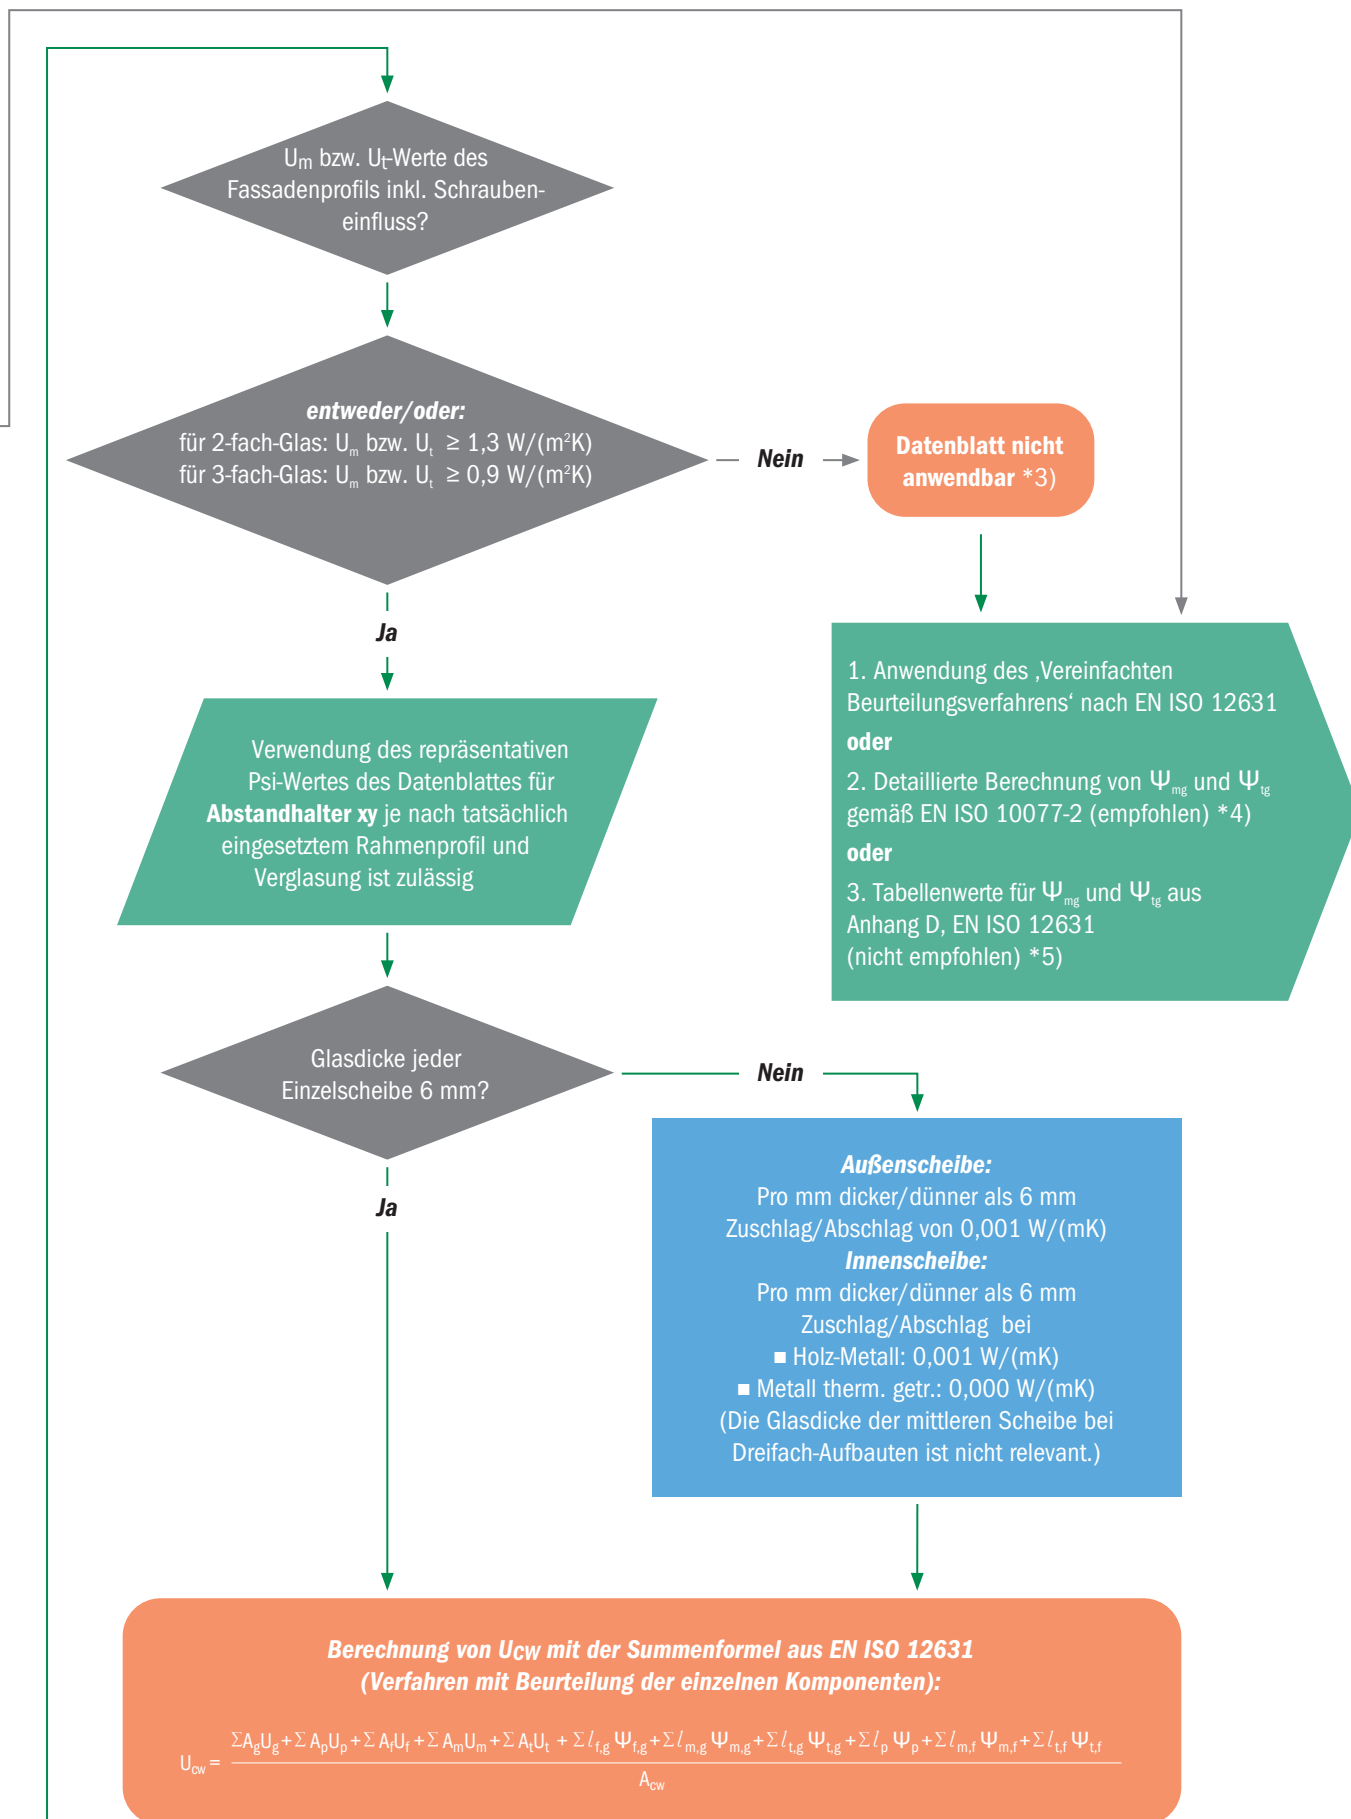 Um bzw. Ut-Werte des
Fassadenprofils inkl. Schrauben-
einfluss?
entweder/oder:
für 2-fach-Glas: Um bzw. Ut ≥ 1,3 W/(m²K)
für 3-fach-Glas: Um bzw. Ut ≥ 0,9 W/(m²K)
Nein
Datenblatt nicht
anwendbar *3)
Ja
1. Anwendung des ‚Vereinfachten
Beurteilungsverfahrens‘ nach EN ISO 12631
oder
2. Detaillierte Berechnung von Ψmg und Ψtg
gemäß EN ISO 10077-2 (empfohlen) *4)
oder
3. Tabellenwerte für Ψmg und Ψtg aus
Anhang D, EN ISO 12631
(nicht empfohlen) *5)
Verwendung des repräsentativen
Psi-Wertes des Datenblattes für
Abstandhalter xy je nach tatsächlich
eingesetztem Rahmenprofil und
Verglasung ist zulässig
Glasdicke jeder
Einzelscheibe 6 mm?
Nein
Ja
Außenscheibe:
Pro mm dicker/dünner als 6 mm
Zuschlag/Abschlag von 0,001 W/(mK)
Innenscheibe:
Pro mm dicker/dünner als 6 mm
Zuschlag/Abschlag bei
■ Holz-Metall: 0,001 W/(mK)
■ Metall therm. getr.: 0,000 W/(mK)
(Die Glasdicke der mittleren Scheibe bei
Dreifach-Aufbauten ist nicht relevant.)
Berechnung von Ucw mit der Summenformel aus EN ISO 12631
(Verfahren mit Beurteilung der einzelnen Komponenten):
ΣAgUg+ΣApUp+ΣAfUf+ΣAmUm+ΣAtUt + Σlf,g Ψf,g+Σlm,g Ψm,g+Σlt,g Ψt,g+Σlp Ψp+Σlm,f Ψm,f+Σlt,f Ψt,f
Ucw =
Acw